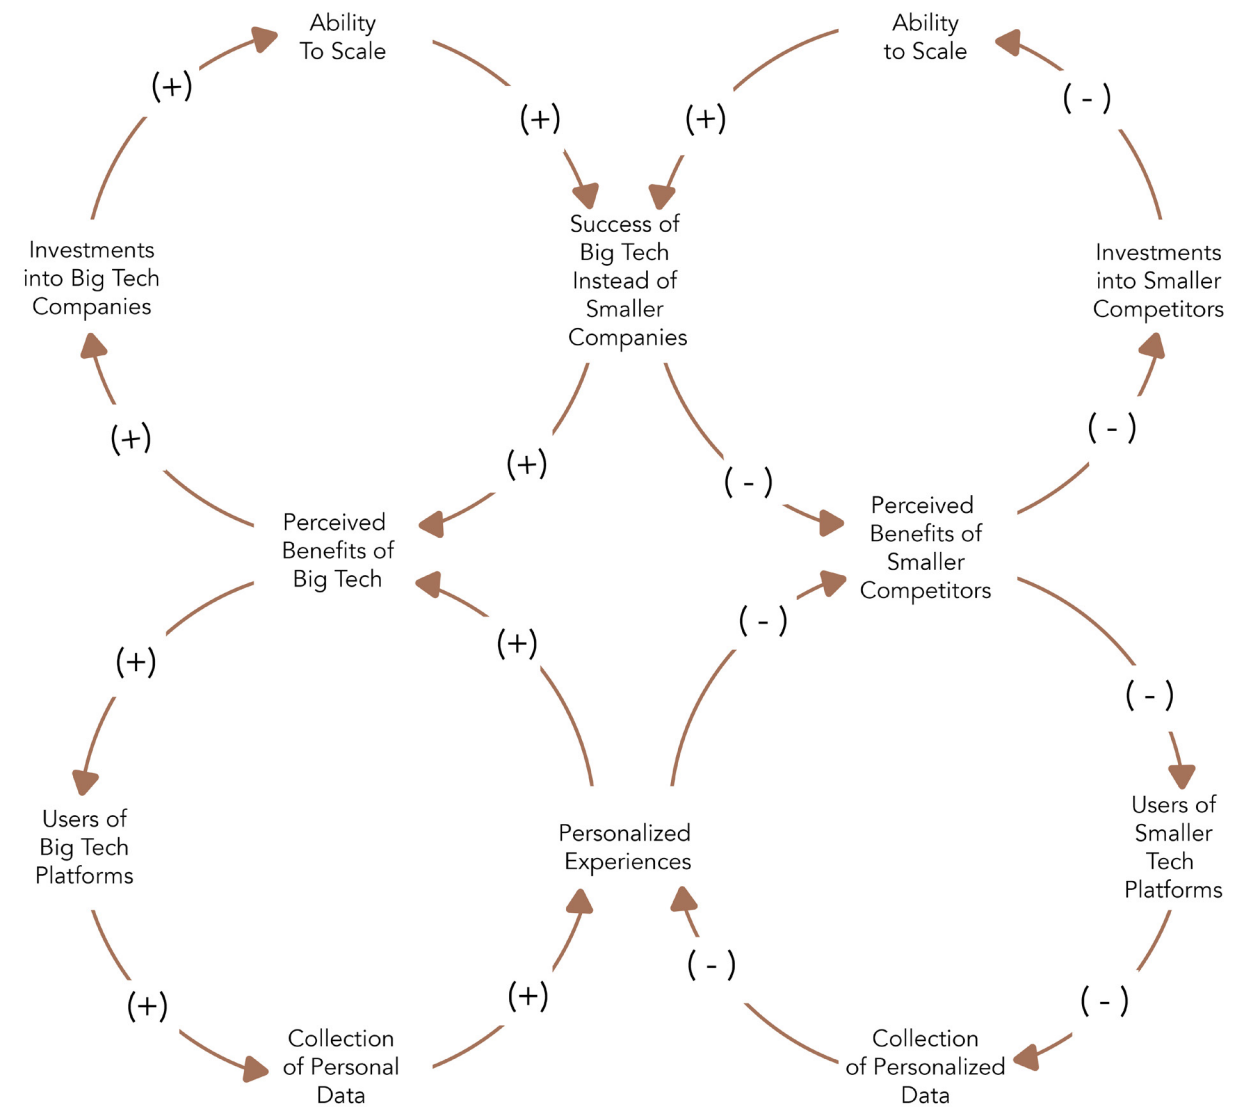 Ability
To Scale
Ability
to Scale
(+)
(+)
(+)
( - )
Investments
into Big Tech
Companies
Success of
Big Tech
Instead of
Smaller
Companies
Investments
into Smaller
Competitors
(+)
(+)
( - )
( - )
Perceived
Benefits of
Big Tech
Perceived
Benefits of
Smaller
Competitors
(+)
(+)
( - )
( - )
Users of
Big Tech
Platforms
Personalized
Experiences
Users of
Smaller
Tech
Platforms
(+)
(+)
( - )
( - )
Collection
of Personal
Data
Collection
of Personalized
Data